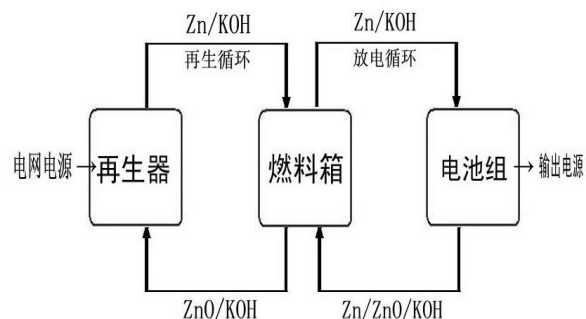 Zn/KOH
再生循环
Zn/KOH
放电循环
电网电源
再生器
燃料箱
电池组
输出电源
ZnO/KOH
Zn/ZnO/KOH